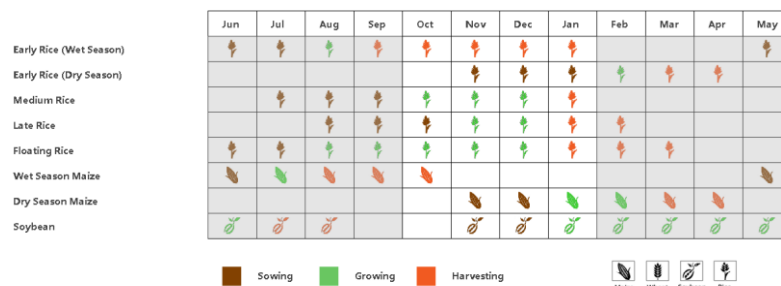 Jun Jul Aug Sep Oct Nov Dec Jan Feb Mar Apr May
Early Rice (Wet Season)
Early Rice (Dry Season)
Medium Rice
Late Rice
Floating Rice
Wet Season Maize
Dry Season Maize
Soybean
Sowing Growing Harvesting